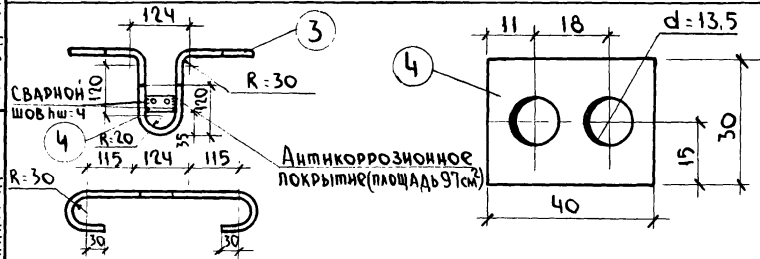 124
3
120
R=30
СВАРНОЙ
ШОВ hш=4
120
4
R=20
35
115 124 115
R=30
Антикоррозионное
покрытие (площадь 97см²)
30
30
11 18
d=13,5
4
30
15
40